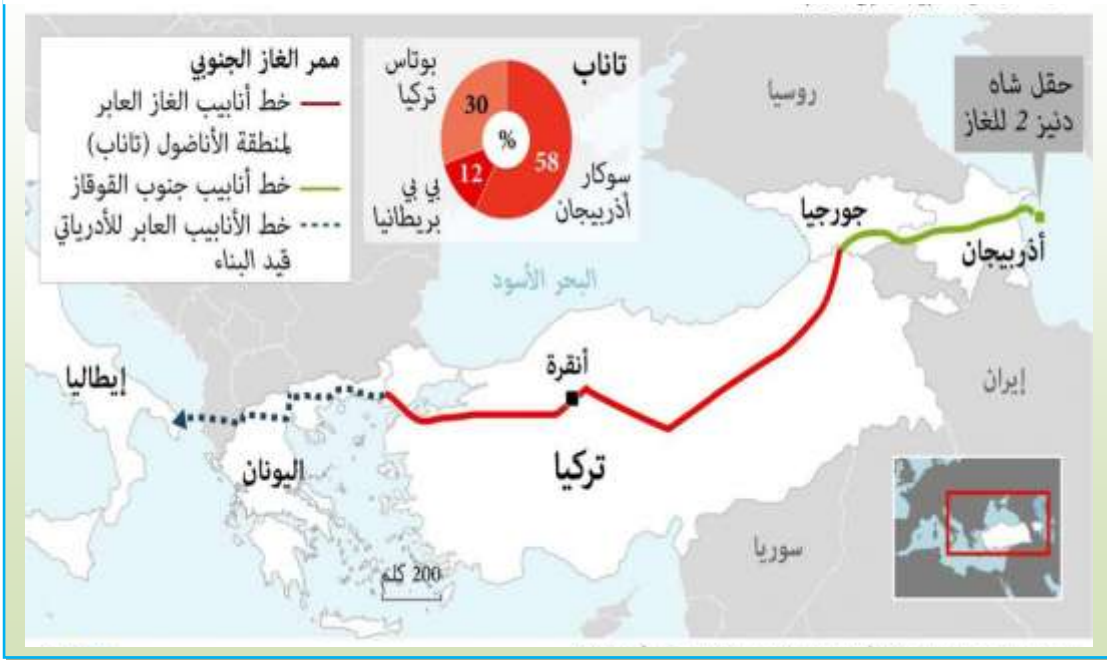 ممر الغاز الجنوبي
خط أنابيب الغاز العابر
لمنطقة الأناضول (تاناب)
خط أنابيب جنوب القوقاز
خط الأنابيب العابر للأدرياتي
قيد البناء
تاناب
بوتاس
تركيا
30
%
58
12
سوكار
أذربيجان
بي بي
بريطانيا
روسيا
حقل شاه
دنيز 2 للغاز
جورجيا
أذربيجان
البحر الأسود
أنقرة
إيران
إيطاليا
تركيا
اليونان
سوريا
200 كلم